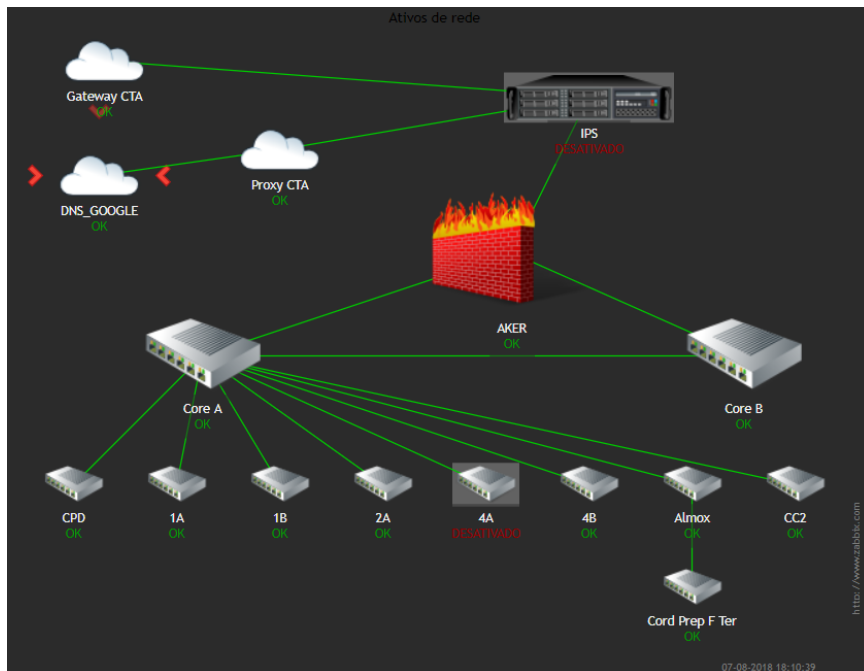 Ativos de rede
Gateway CTA
OK
IPS
DESATIVADO
Proxy CTA
OK
DNS_GOOGLE
OK
AKER
OK
Core A
OK
Core B
OK
CPD
OK
1A
OK
1B
OK
2A
OK
4A
DESATIVADO
4B
OK
Almox
OK
CC2
OK
Cord Prep F Ter
OK
http://www.zabbix.com
07-08-2018 18:10:39